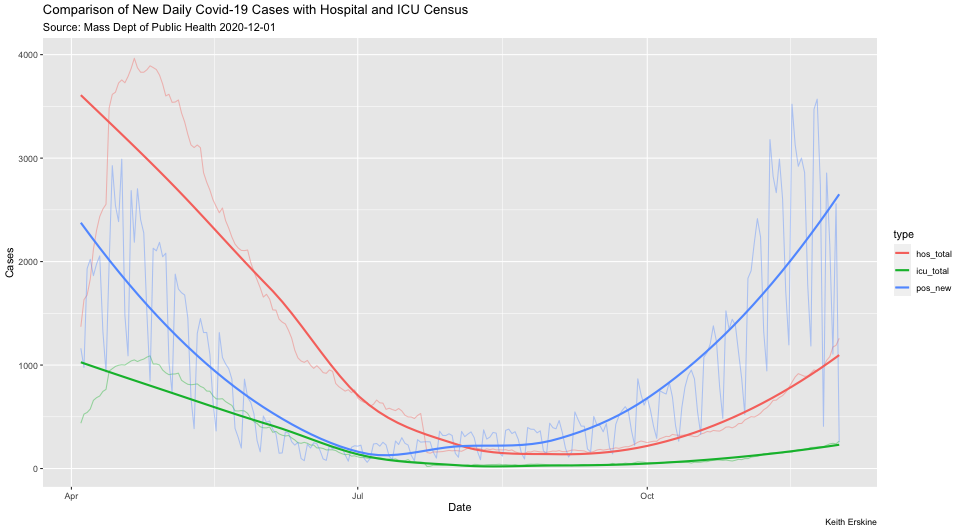 Comparison of New Daily Covid-19 Cases with Hospital and ICU Census
Source: Mass Dept of Public Health 2020-12-01
4000
3000
2000
1000
0
Cases
Apr
Jul
Oct
Date
type
hos_total
icu_total
pos_new
Keith Erskine